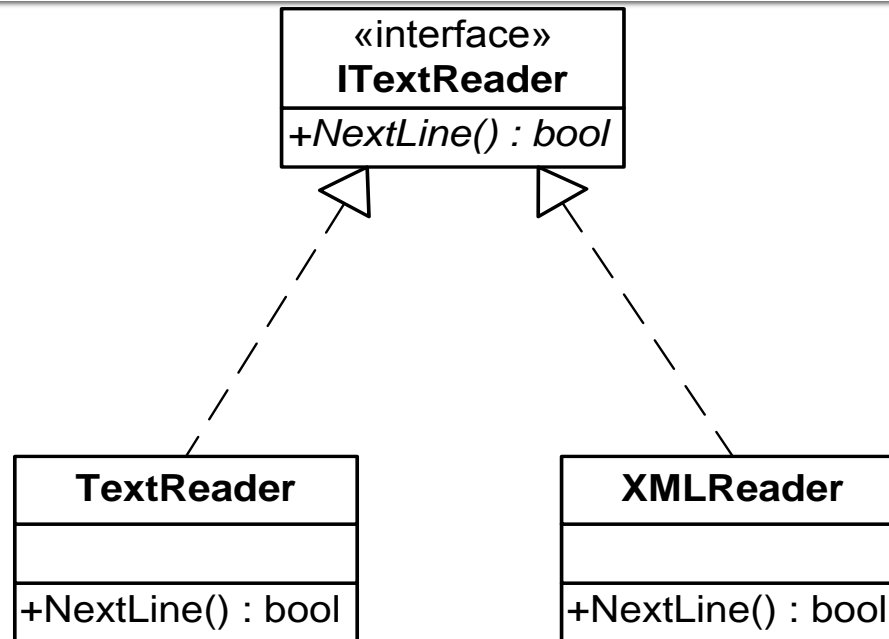 «interface»
ITextReader
+NextLine() : bool
TextReader
+NextLine() : bool
XMLReader
+NextLine() : bool